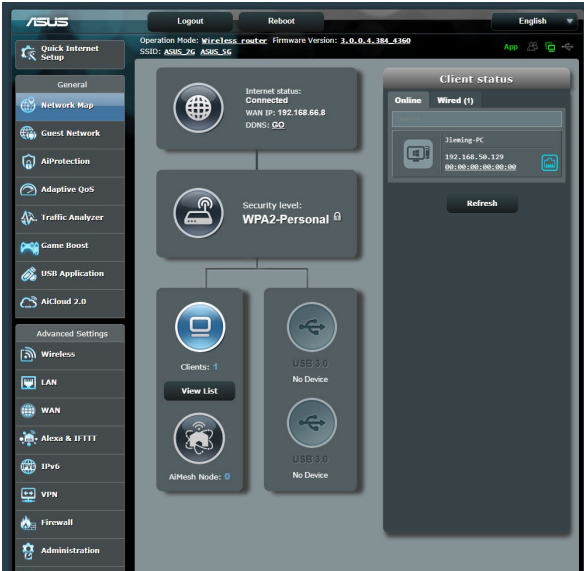 ASUS
Logout
Reboot
English
Operation Mode: Wireless router Firmware Version: 3.0.0.4.384_4360
SSID: ASUS_2G ASUS_5G
App
Quick Internet
Setup
General
Network Map
Guest Network
AiProtection
Adaptive QoS
Traffic Analyzer
Game Boost
USB Application
AiCloud 2.0
Advanced Settings
Wireless
LAN
WAN
Alexa & IFTTT
IPv6
VPN
Firewall
Administration
Internet status:
Connected
WAN IP: 192.168.66.8
DDNS: GO
Security level:
WPA2-Personal
Clients: 1
View List
AiMesh Node: 0
USB 3.0
No Device
USB 3.0
No Device
Client status
Online Wired (1)
Jieming-PC
192.168.50.129
00:00:00:00:00:00
Refresh